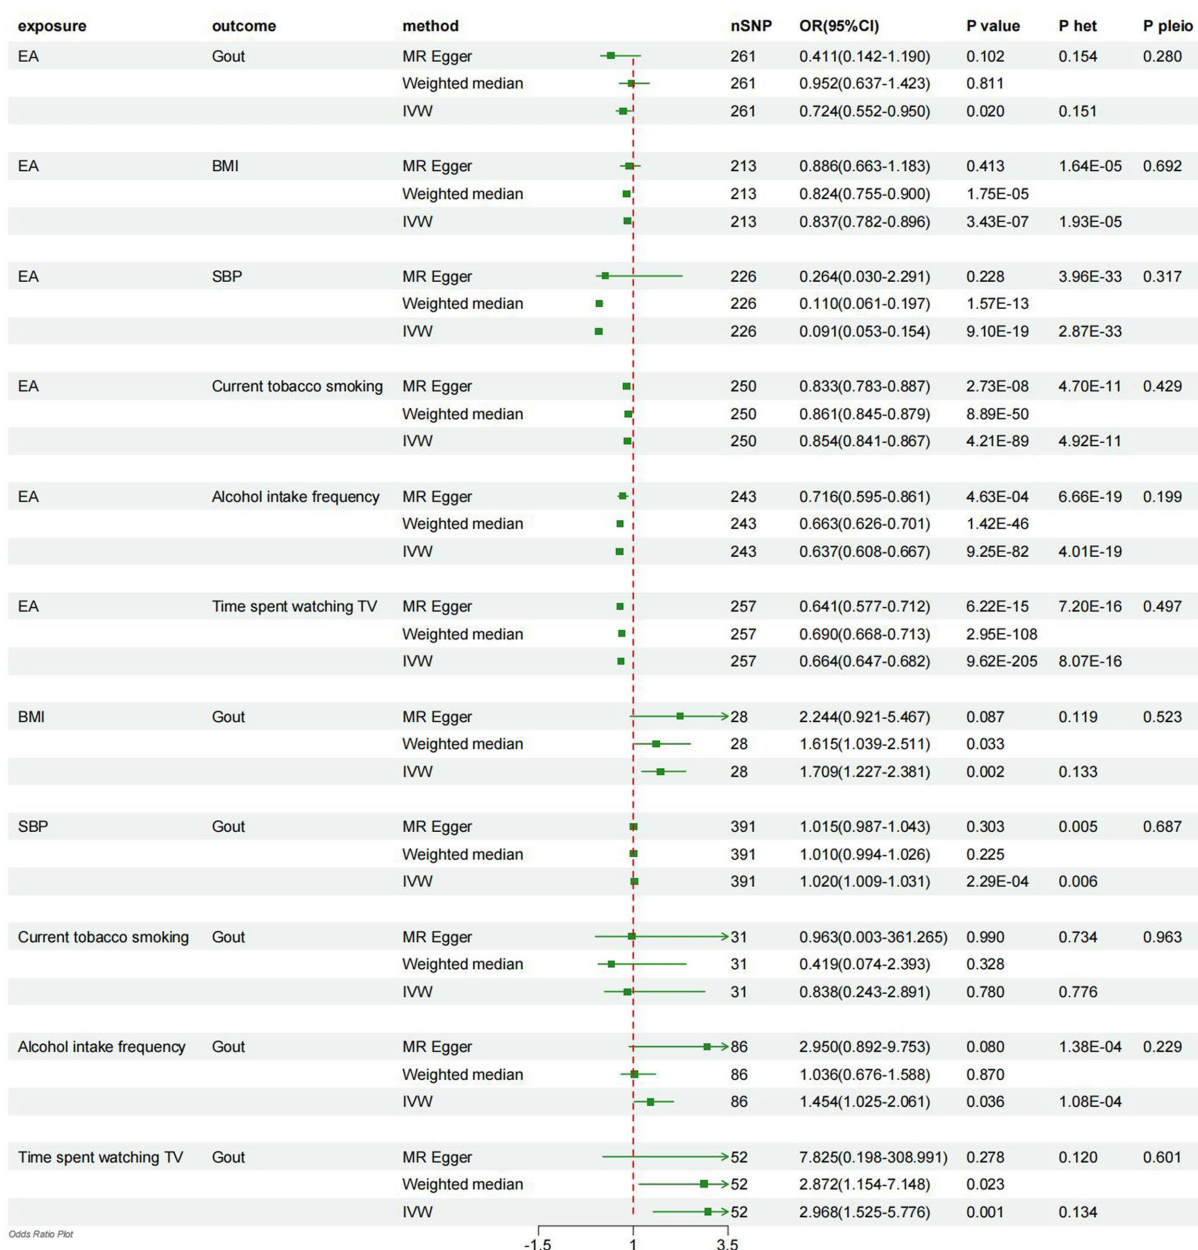 exposure outcome method nSNP OR(95%CI) P value P het P pleio
EA Gout MR Egger 261 0.411(0.142-1.190) 0.102 0.154 0.280
Weighted median 261 0.952(0.637-1.423) 0.811
IVW 261 0.724(0.552-0.950) 0.020 0.151
EA BMI MR Egger 213 0.886(0.663-1.183) 0.413 1.64E-05 0.692
Weighted median 213 0.824(0.755-0.900) 1.75E-05
IVW 213 0.837(0.782-0.896) 3.43E-07 1.93E-05
EA SBP MR Egger 226 0.264(0.030-2.291) 0.228 3.96E-33 0.317
Weighted median 226 0.110(0.061-0.197) 1.57E-13
IVW 226 0.091(0.053-0.154) 9.10E-19 2.87E-33
EA Current tobacco smoking MR Egger 250 0.833(0.783-0.887) 2.73E-08 4.70E-11 0.429
Weighted median 250 0.861(0.845-0.879) 8.89E-50
IVW 250 0.854(0.841-0.867) 4.21E-89 4.92E-11
EA Alcohol intake frequency MR Egger 243 0.716(0.595-0.861) 4.63E-04 6.66E-19 0.199
Weighted median 243 0.663(0.626-0.701) 1.42E-46
IVW 243 0.637(0.608-0.667) 9.25E-82 4.01E-19
EA Time spent watching TV MR Egger 257 0.641(0.577-0.712) 6.22E-15 7.20E-16 0.497
Weighted median 257 0.690(0.668-0.713) 2.95E-108
IVW 257 0.664(0.647-0.682) 9.62E-205 8.07E-16
BMI Gout MR Egger 28 2.244(0.921-5.467) 0.087 0.119 0.523
Weighted median 28 1.615(1.039-2.511) 0.033
IVW 28 1.709(1.227-2.381) 0.002 0.133
SBP Gout MR Egger 391 1.015(0.987-1.043) 0.303 0.005 0.687
Weighted median 391 1.010(0.994-1.026) 0.225
IVW 391 1.020(1.009-1.031) 2.29E-04 0.006
Current tobacco smoking Gout MR Egger 31 0.963(0.003-361.265) 0.990 0.734 0.963
Weighted median 31 0.419(0.074-2.393) 0.328
IVW 31 0.838(0.243-2.891) 0.780 0.776
Alcohol intake frequency Gout MR Egger 86 2.950(0.892-9.753) 0.080 1.38E-04 0.229
Weighted median 86 1.036(0.676-1.588) 0.870
IVW 86 1.454(1.025-2.061) 0.036 1.08E-04
Time spent watching TV Gout MR Egger 52 7.825(0.198-308.991) 0.278 0.120 0.601
Weighted median 52 2.872(1.154-7.148) 0.023
IVW 52 2.968(1.525-5.776) 0.001 0.134
Odds Ratio Plot
-1.5 1 3.5